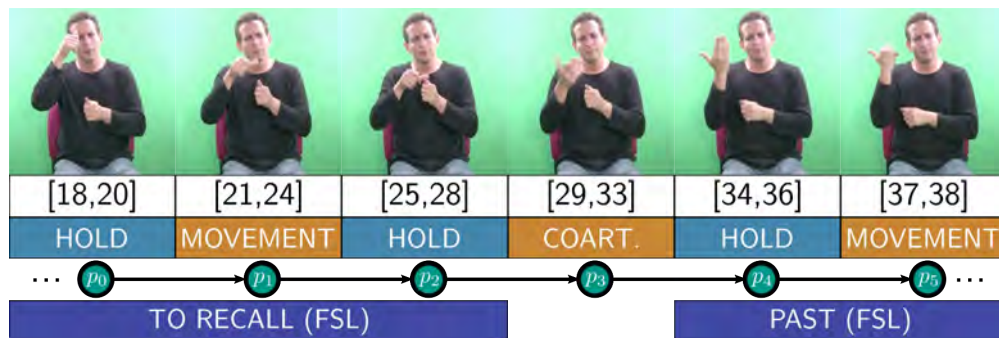 [18,20] [21,24] [25,28] [29,33] [34,36] [37,38]
HOLD MOVEMENT HOLD COART. HOLD MOVEMENT
... p₀ p₁ p₂ p₃ p₄ p₅ ...
TO RECALL (FSL) PAST (FSL)